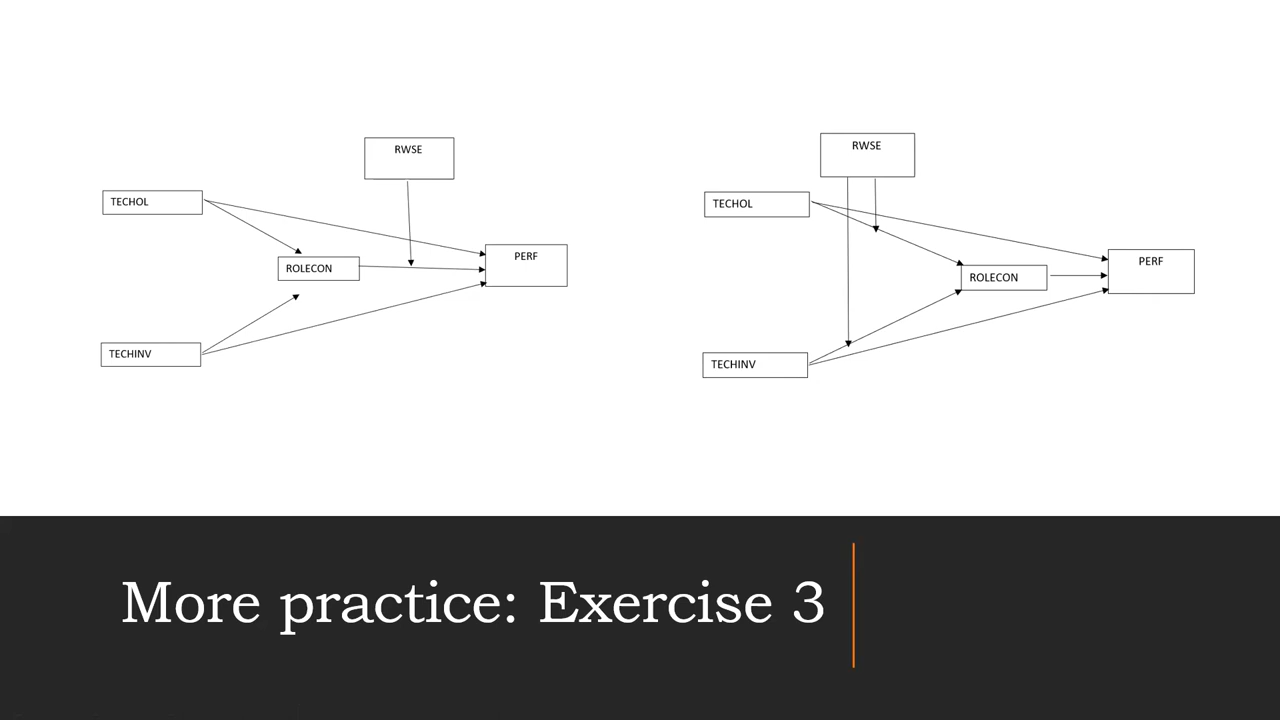 RWSE
TECHOL
ROLECON
PERF
TECHINV
RWSE
TECHOL
ROLECON
PERF
TECHINV
More practice: Exercise 3